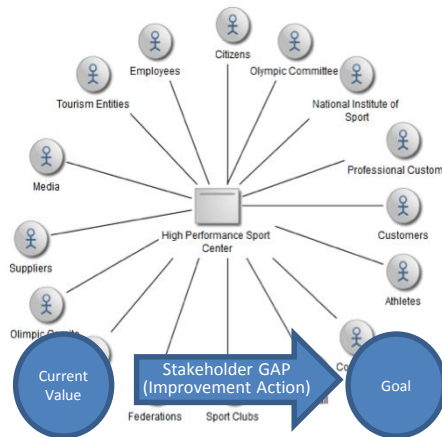 Citizens
Employees
Olympic Committee
Tourism Entities
National Institute of
Sport
Media
Professional Custom
High Performance Sport
Center
Customers
Suppliers
Athletes
Current
Value
Stakeholder GAP
(Improvement Action)
Goal
Federations
Sport Clubs